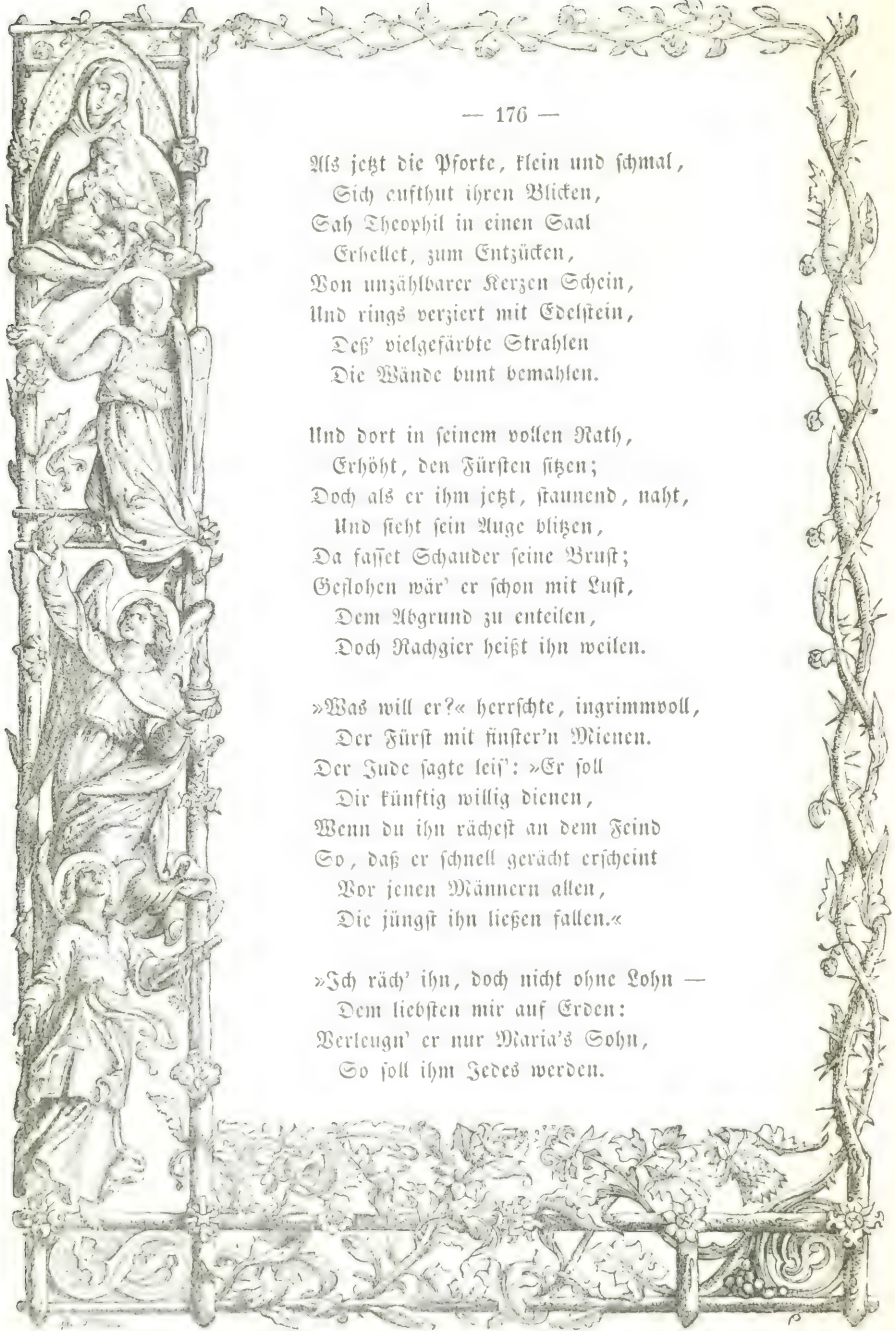 — 176 —
Als jetzt die Pforte, klein und schmal,
Sich aufthut ihren Blicken,
Sah Theophil in einen Saal
Erhellet, zum Entzücken,
Von unzählbarer Kerzen Schein,
Und rings verziert mit Edelstein,
Deß' vielgefärbte Strahlen
Die Wände bunt bemahlen.
Und dort in seinem vollen Rath,
Erhöht, den Fürsten sitzen;
Doch als er ihm jetzt, staunend, naht,
Und sieht sein Auge blitzen,
Da fasset Schauder seine Brust;
Geflohen wär' er schon mit Lust,
Dem Abgrund zu enteilen,
Doch Rachgier heißt ihn weilen.
»Was will er?« herrschte, ingrimmvoll,
Der Fürst mit finster'n Mienen.
Der Jude sagte leis': »Er soll
Dir künftig willig dienen,
Wenn du ihn rächest an dem Feind
So, daß er schnell gerächt erscheint
Vor jenen Männern allen,
Die jüngst ihn ließen fallen.«
»Ich räch' ihn, doch nicht ohne Lohn —
Dem liebsten mir auf Erden:
Verleugn' er nur Maria's Sohn,
So soll ihm Jedes werden.